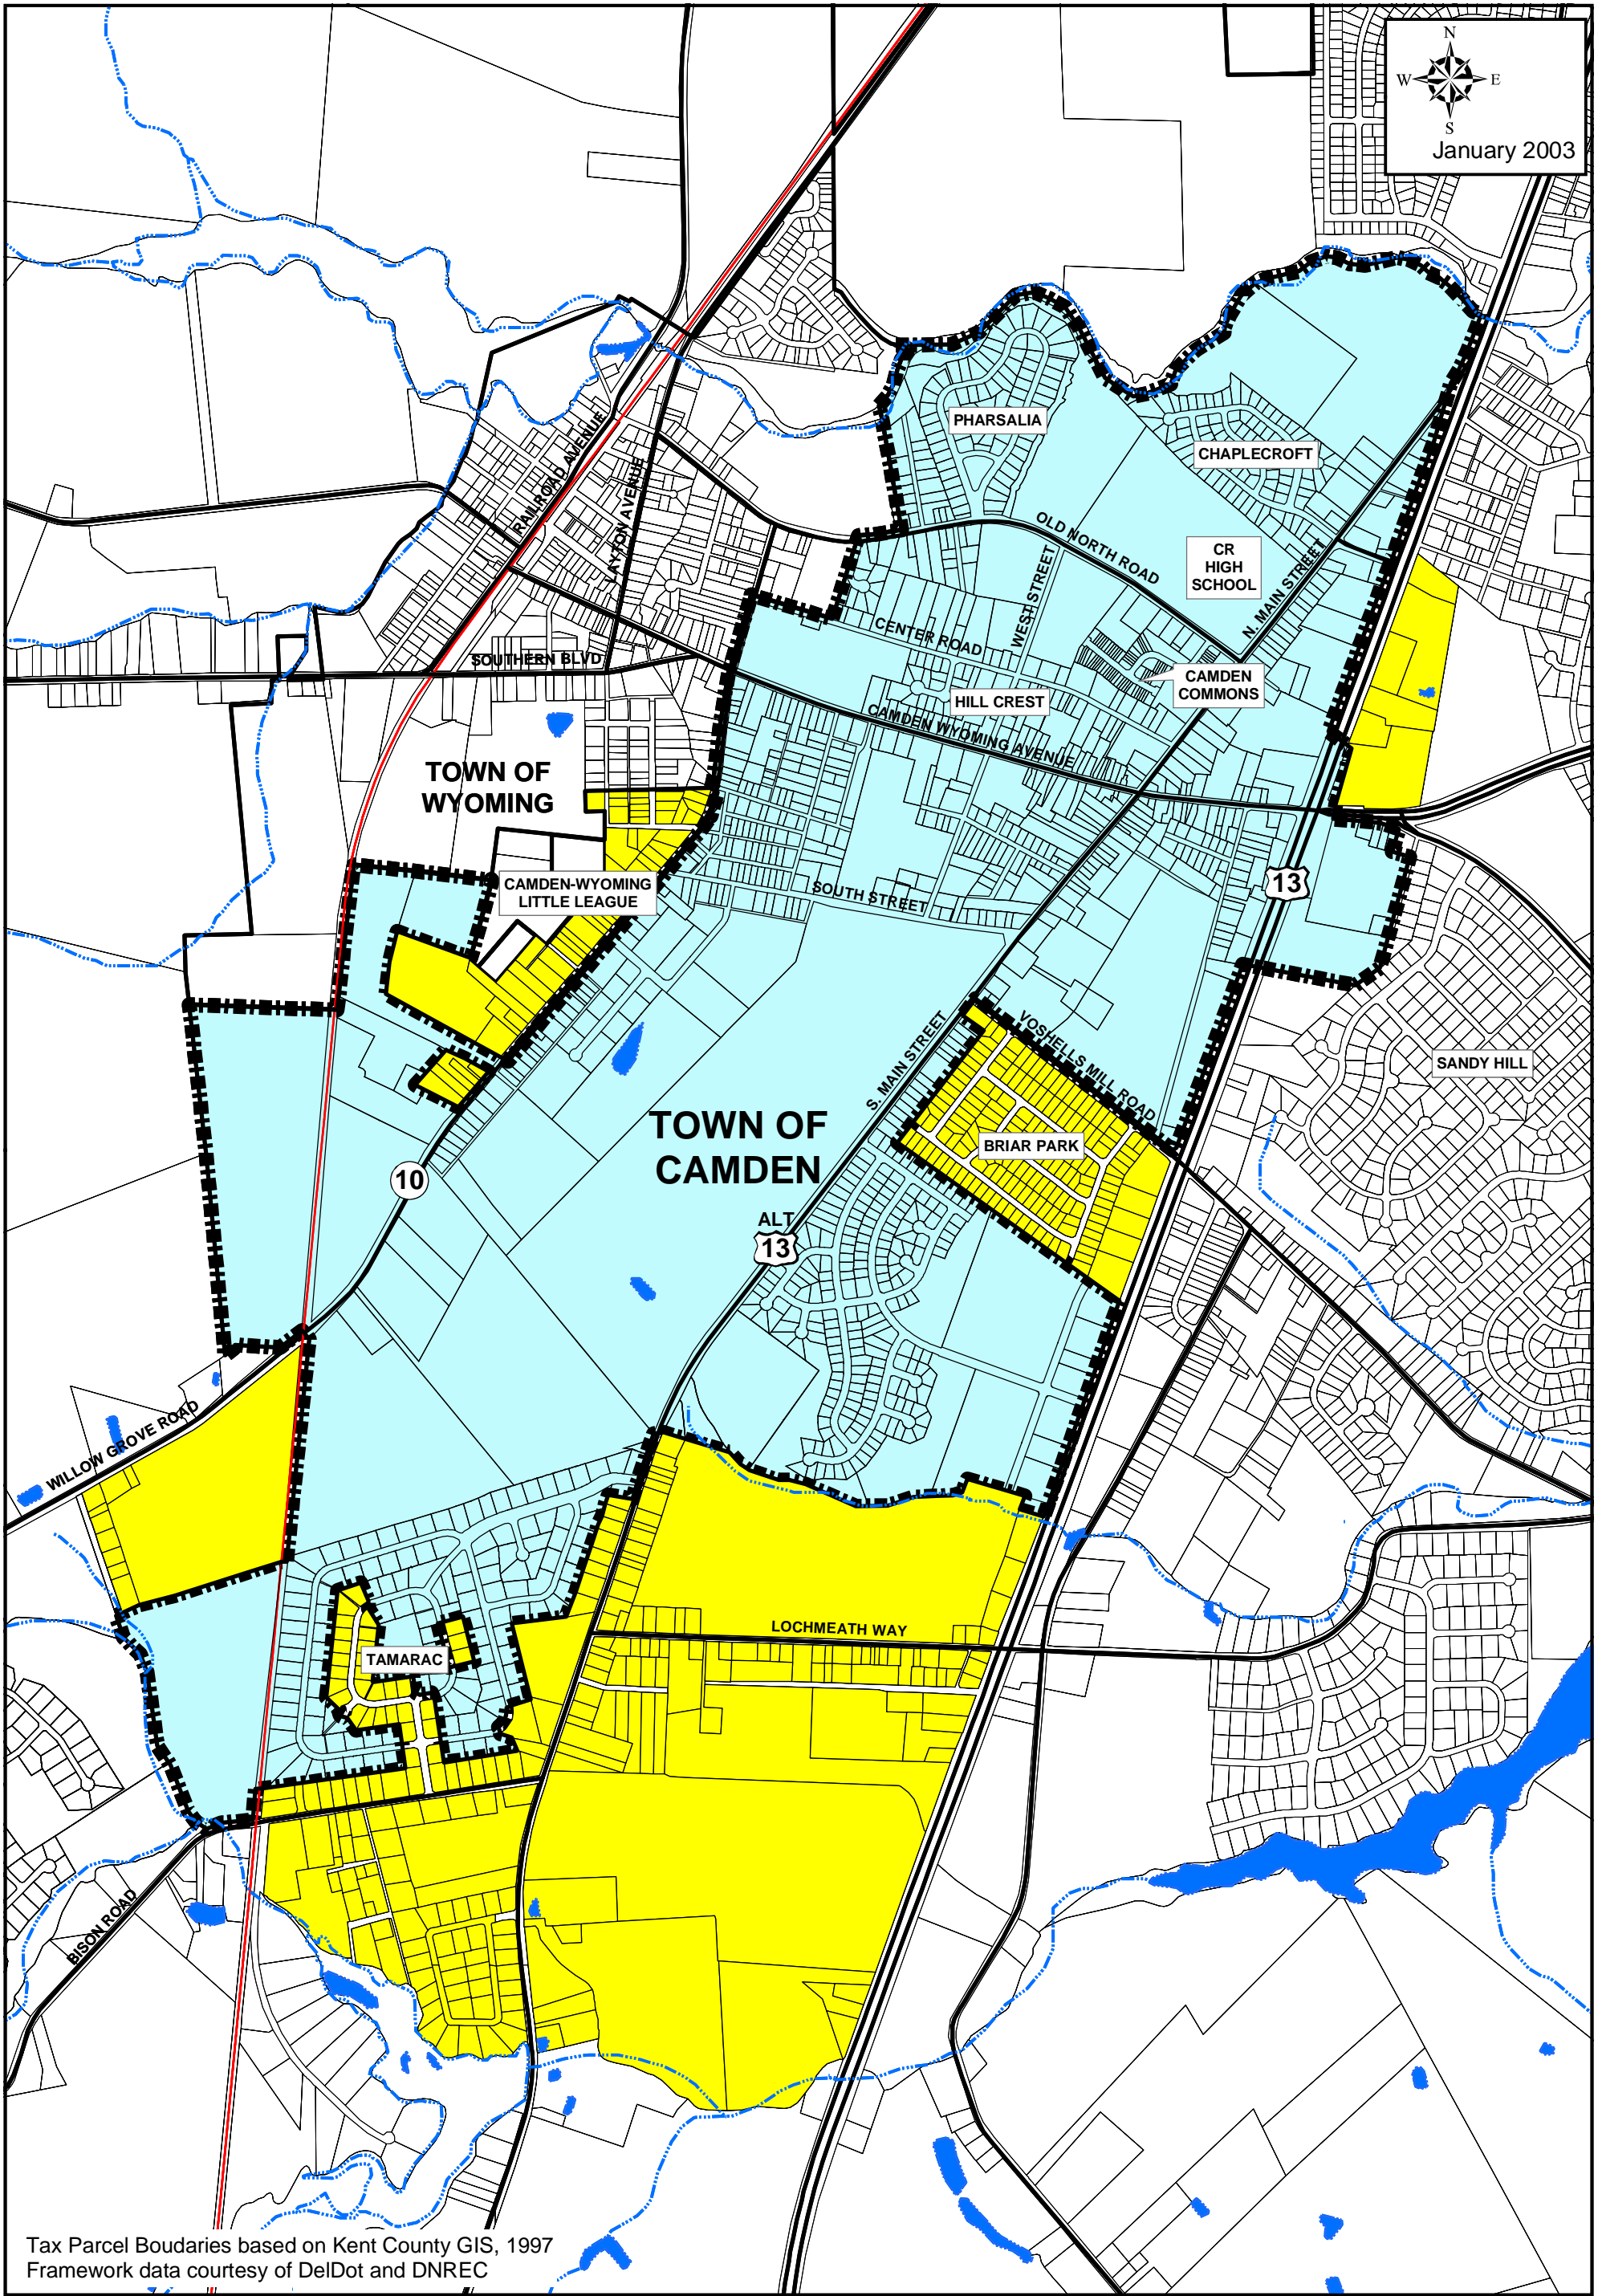 N
W E
S
January 2003
PHARSALIA
CHAPLECROFT
RAILROAD AVENUE
LAYTON AVENUE
OLD NORTH ROAD
CR
HIGH
SCHOOL
WEST STREET
N. MAIN STREET
CENTER ROAD
SOUTHERN BLVD
CAMDEN
COMMONS
HILL CREST
CAMDEN WYOMING AVENUE
TOWN OF
WYOMING
CAMDEN-WYOMING
LITTLE LEAGUE
SOUTH STREET
13
S. MAIN STREET
VOSHELLS MILL ROAD
SANDY HILL
TOWN OF
CAMDEN
BRIAR PARK
10
ALT
13
WILLOW GROVE ROAD
LOCHMEATH WAY
TAMARAC
BISON ROAD
Tax Parcel Boudaries based on Kent County GIS, 1997
Framework data courtesy of DelDot and DNREC